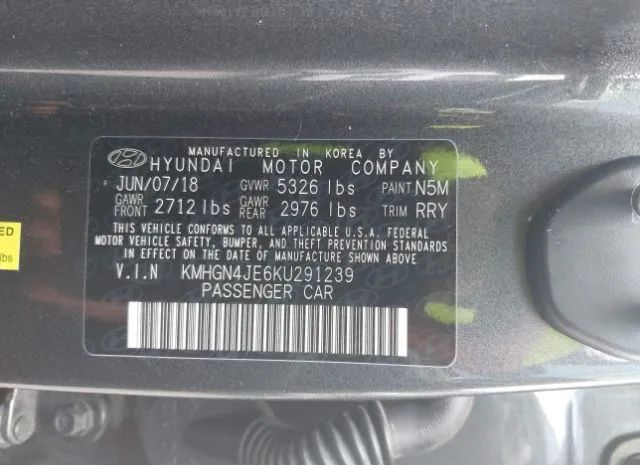 MANUFACTURED IN KOREA BY
HYUNDAI MOTOR COMPANY
JUN/07/18 GVWR 5326 lbs PAINT N5M
GAWR FRONT 2712 lbs GAWR REAR 2976 lbs TRIM RRY
THIS VEHICLE CONFORMS TO ALL APPLICABLE U.S.A. FEDERAL
MOTOR VEHICLE SAFETY, BUMPER, AND THEFT PREVENTION STANDARDS
IN EFFECT ON THE DATE OF MANUFACTURE SHOWN ABOVE.
V.I.N KMHGN4JE6KU291239
PASSENGER CAR
lbs